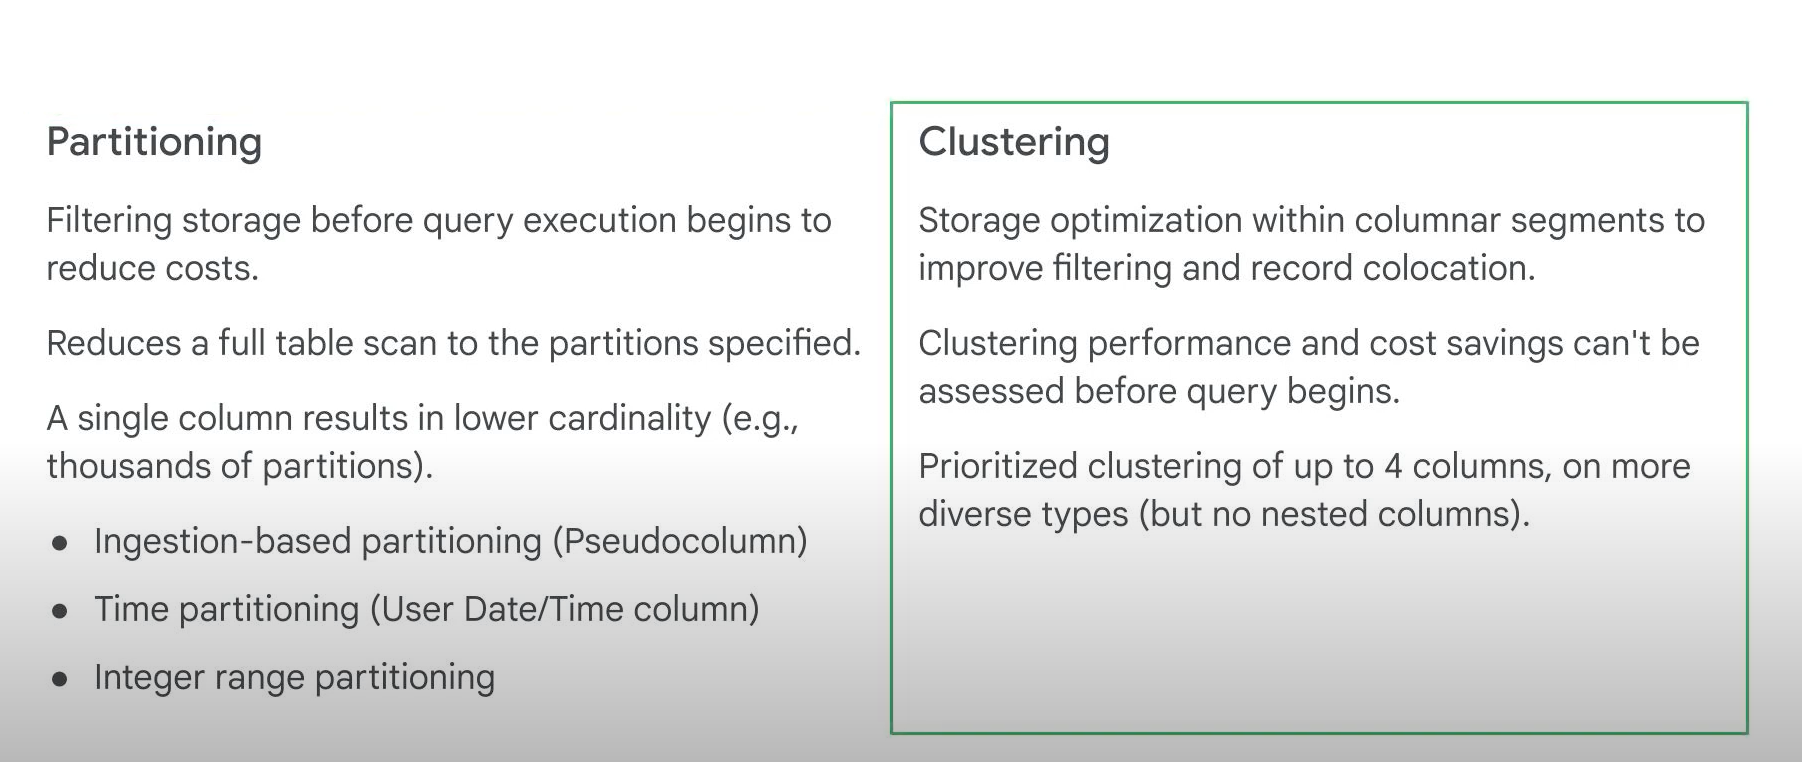 Partitioning
Filtering storage before query execution begins to
reduce costs.
Reduces a full table scan to the partitions specified.
A single column results in lower cardinality (e.g.,
thousands of partitions).
● Ingestion-based partitioning (Pseudocolumn)
● Time partitioning (User Date/Time column)
● Integer range partitioning
Clustering
Storage optimization within columnar segments to
improve filtering and record colocation.
Clustering performance and cost savings can't be
assessed before query begins.
Prioritized clustering of up to 4 columns, on more
diverse types (but no nested columns).